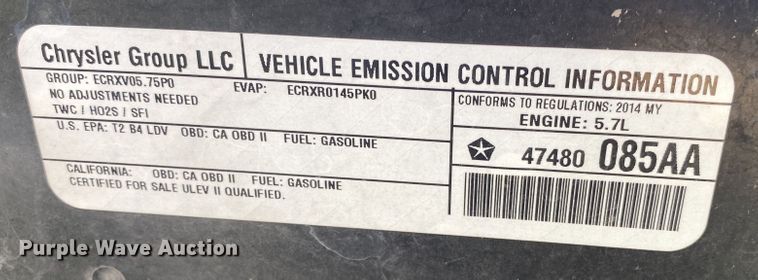 Chrysler Group LLC
VEHICLE EMISSION CONTROL INFORMATION
GROUP: ECRXV05.75P0
EVAP: ECRXR0145PK0
NO ADJUSTMENTS NEEDED
TWC / HO2S / SFI
CONFORMS TO REGULATIONS: 2014 MY
ENGINE: 5.7L
U.S. EPA: T2 B4 LDV OBD: CA OBD II FUEL: GASOLINE
47480 085AA
CALIFORNIA: OBD: CA OBD II FUEL: GASOLINE
CERTIFIED FOR SALE ULEV II QUALIFIED.
Purple Wave Auction